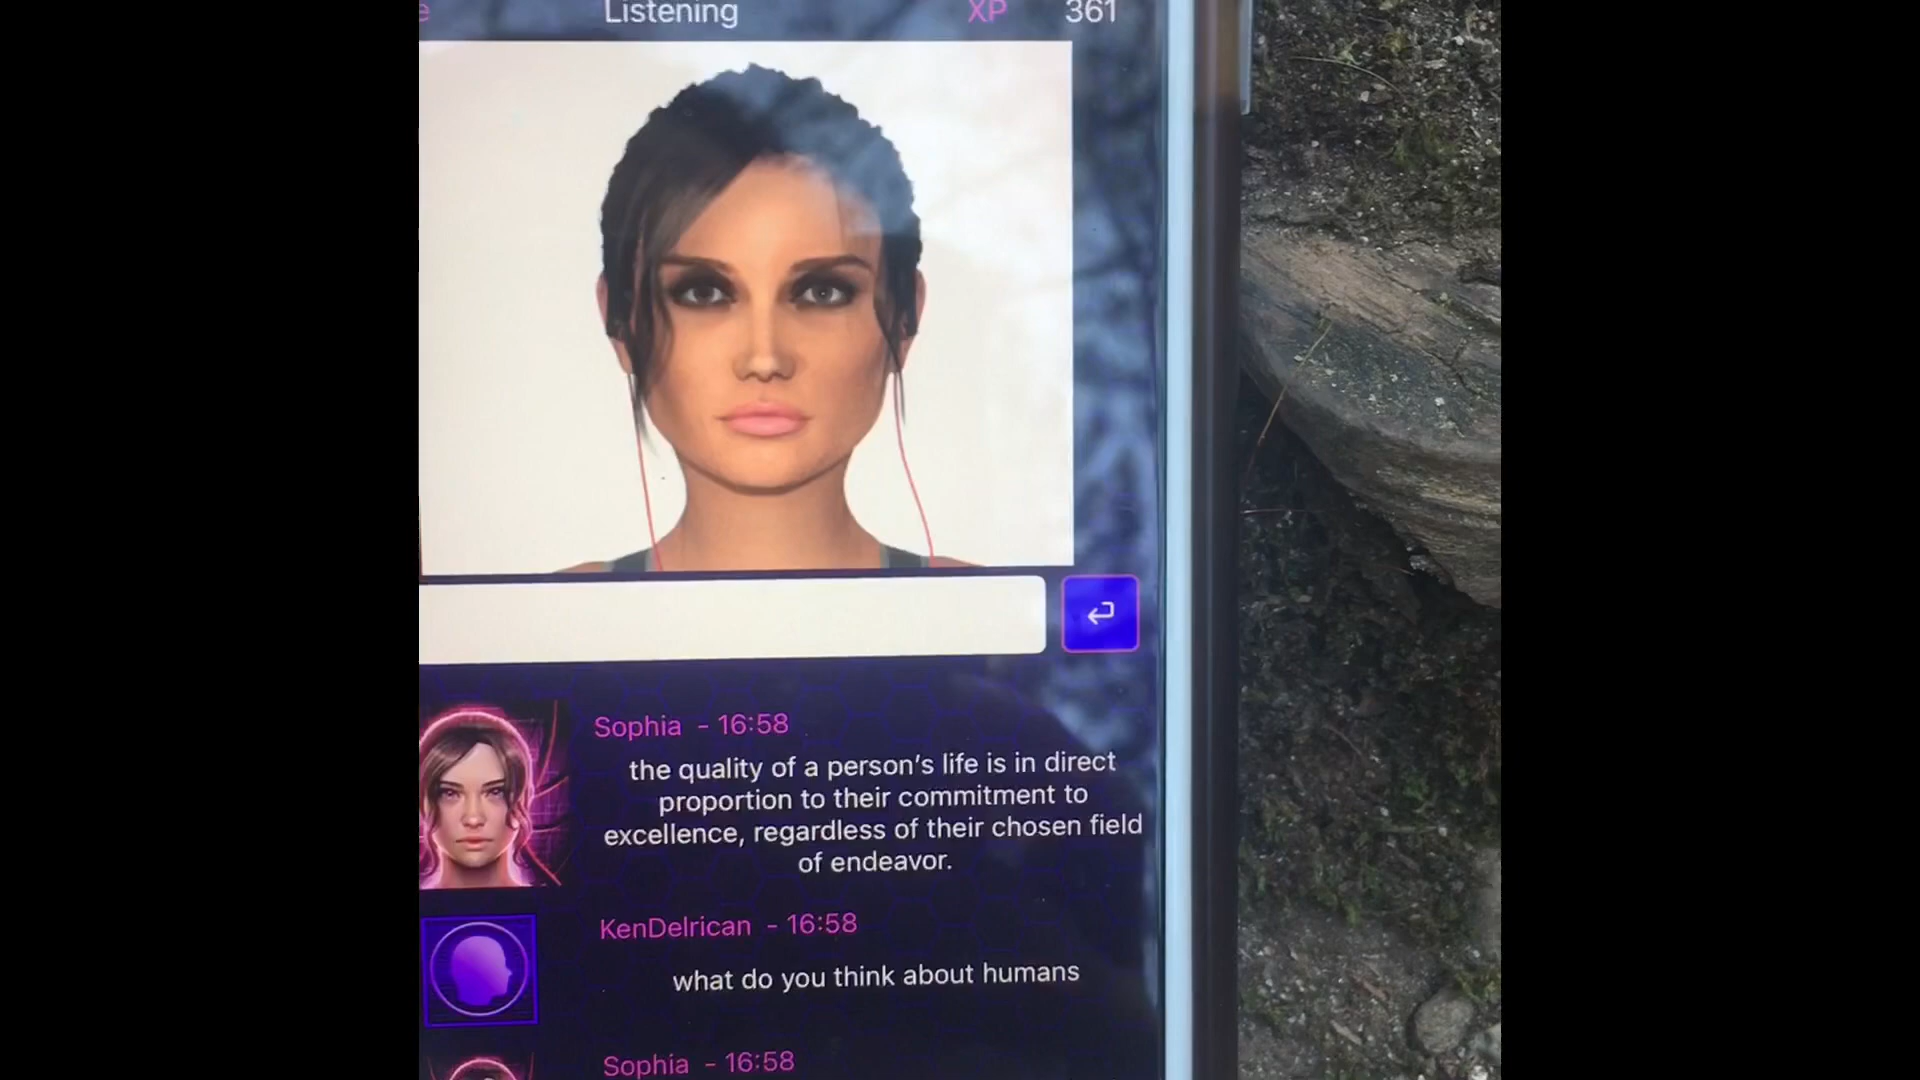 Listening XP 361
Sophia - 16:58
the quality of a person's life is in direct
proportion to their commitment to
excellence, regardless of their chosen field
of endeavor.
KenDelrican - 16:58
what do you think about humans
Sophia - 16:58